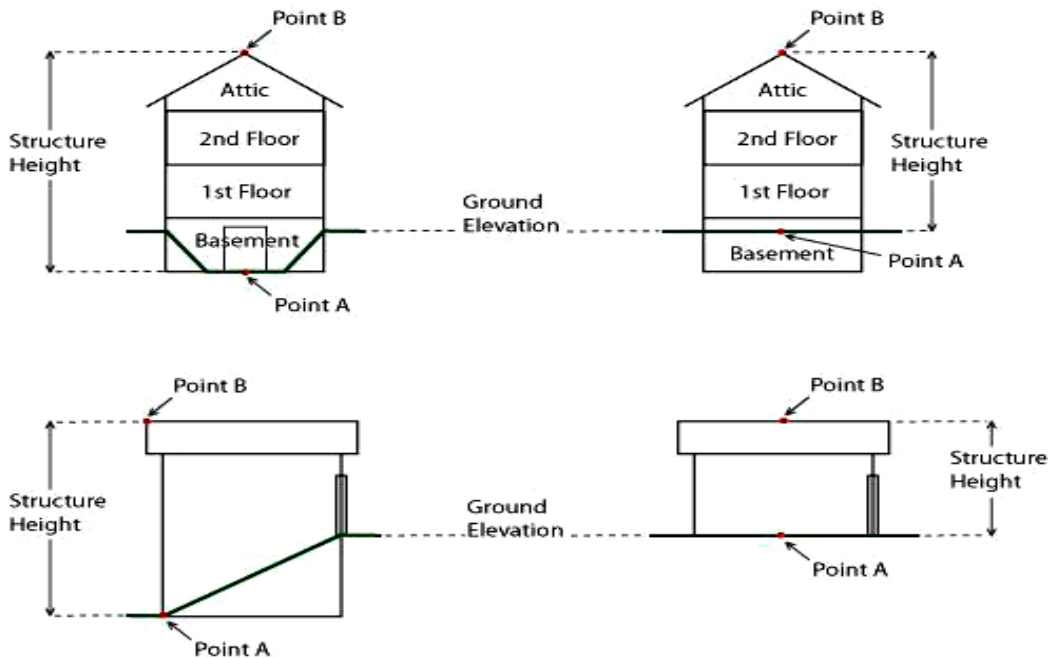 Point B
Attic
2nd Floor
1st Floor
Basement
Structure
Height
Point A
Ground
Elevation
Point B
Attic
2nd Floor
1st Floor
Basement
Structure
Height
Point A
Point B
Structure
Height
Point A
Ground
Elevation
Point B
Structure
Height
Point A